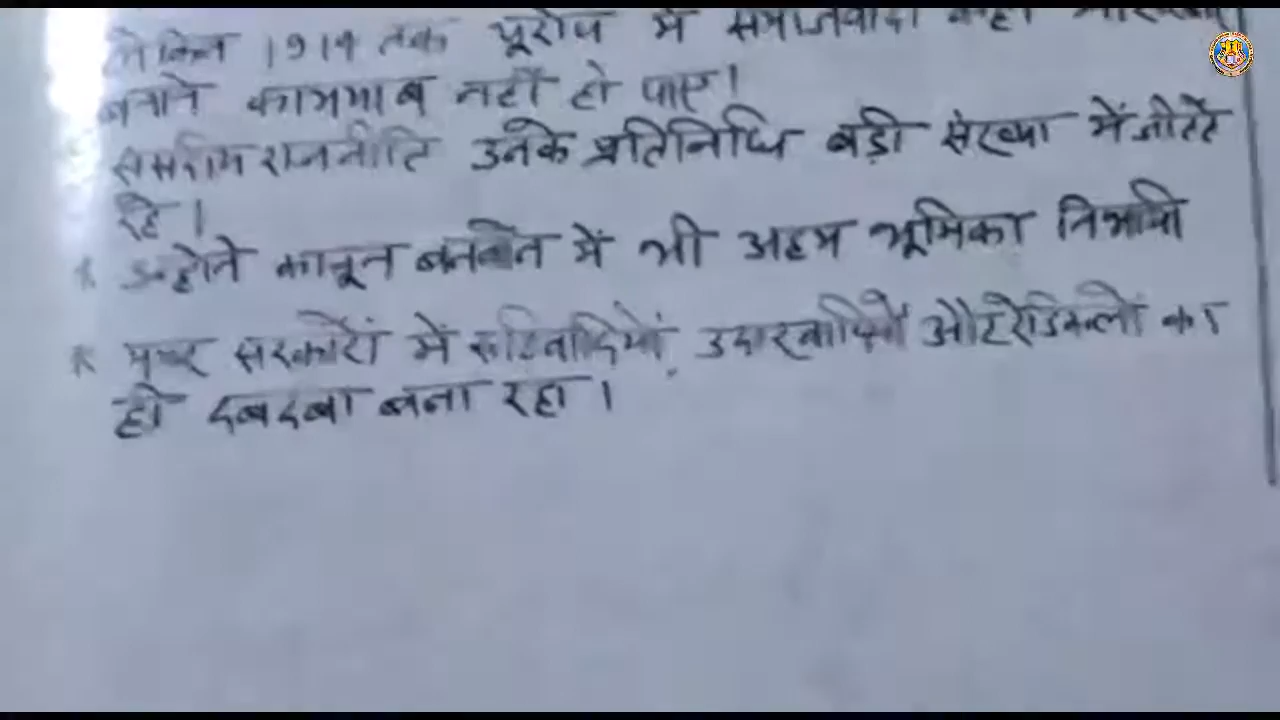 लेकिन 1914 तक यूरोप में समाजवादी कहीं
बनाने कामयाब नहीं हो पाए।
संसदीय राजनीति उनके प्रतिनिधि बड़ी संख्या में जीतते
रहे।
* उन्होंने कानून बनवाने में भी अहम भूमिका निभायी
* मगर सरकारों में रूढ़िवादियों, उदारवादियों और रेडिकलों का
ही दबदबा बना रहा।